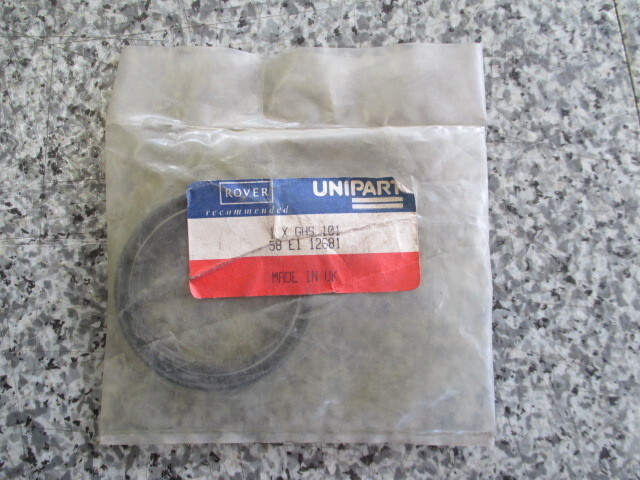 ROVER
recommended
UNIPART
1 X GHS 101
58 E1 12681
MADE IN UK